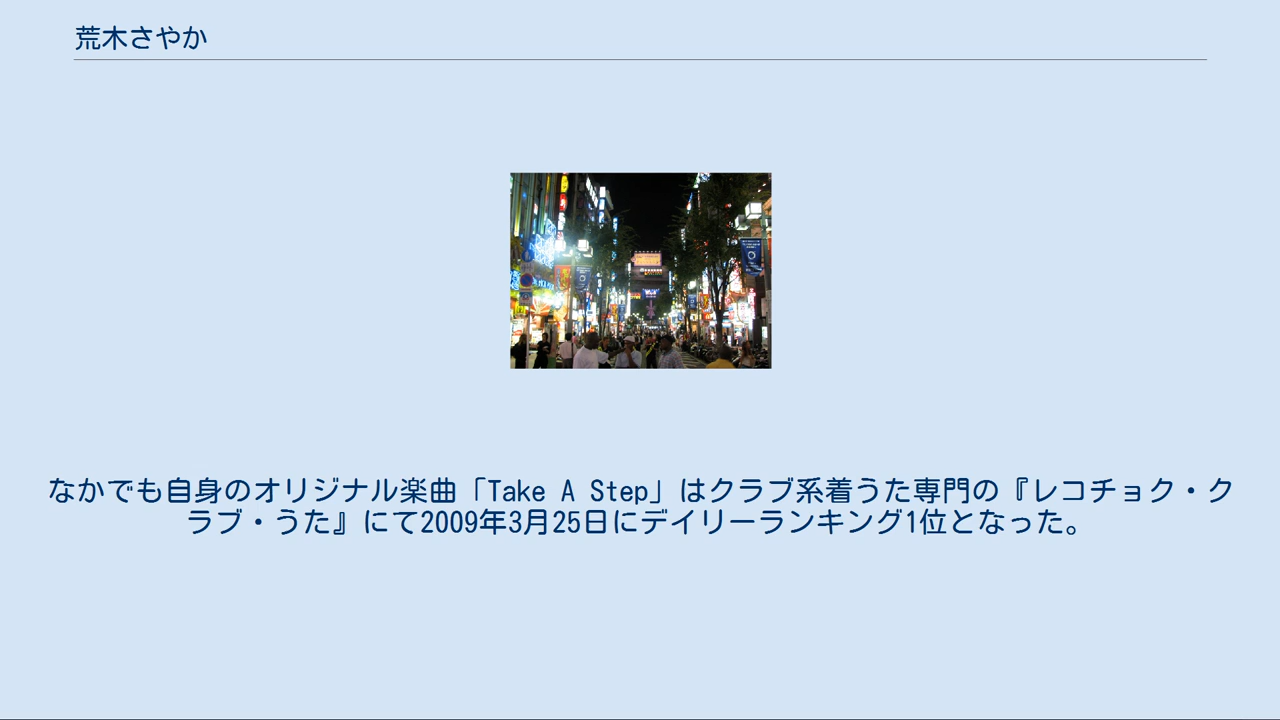 荒木さやか
なかでも自身のオリジナル楽曲「Take A Step」はクラブ系着うた専門の『レコチョク・ク
ラブ・うた』にて2009年3月25日にデイリーランキング1位となった。